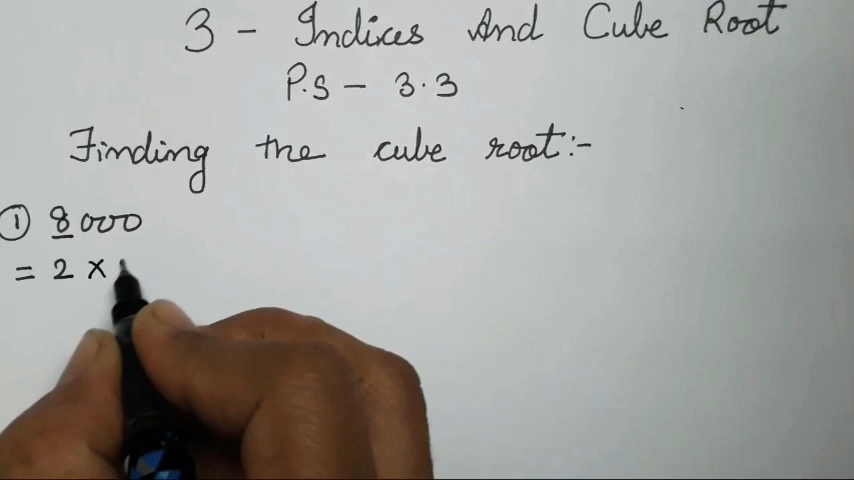 3 - Indices And Cube Root
P.S - 3.3
Finding the cube root:-
① 8000
= 2 ×